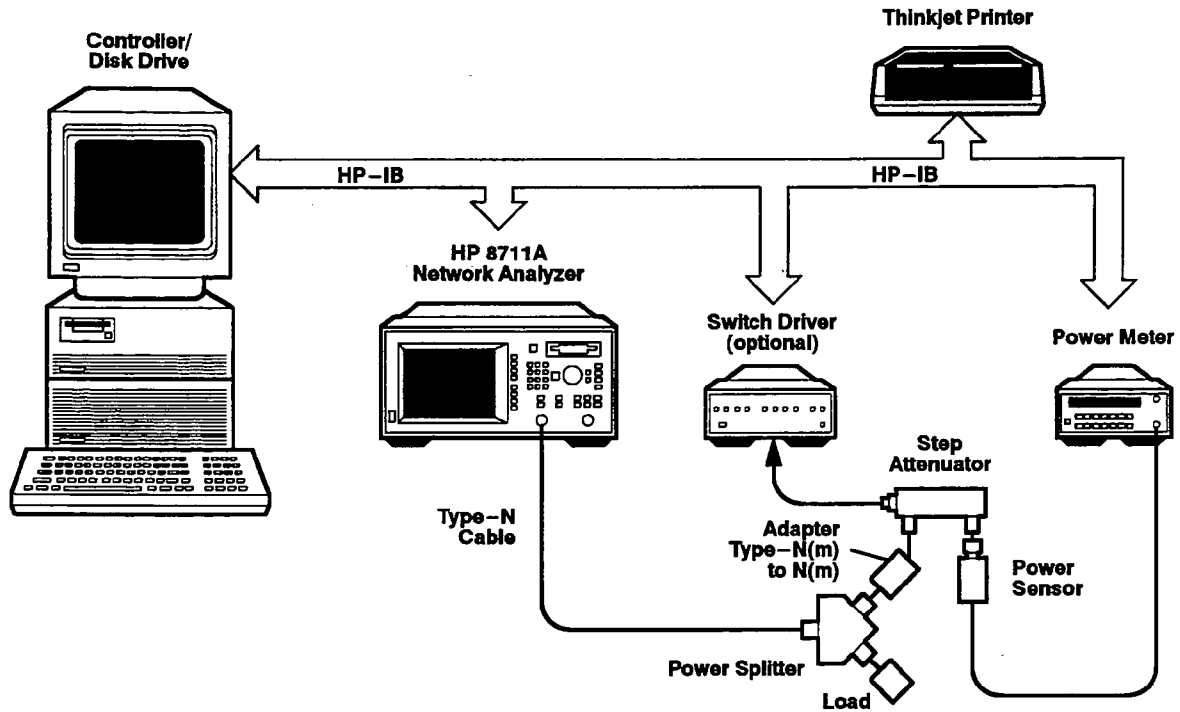 Thinkjet Printer
Controller/
Disk Drive
HP-IB
HP-IB
HP 8711A
Network Analyzer
Switch Driver
(optional)
Power Meter
Step
Attenuator
Type-N
Cable
Adapter
Type-N(m)
to N(m)
Power
Sensor
Power Splitter
Load